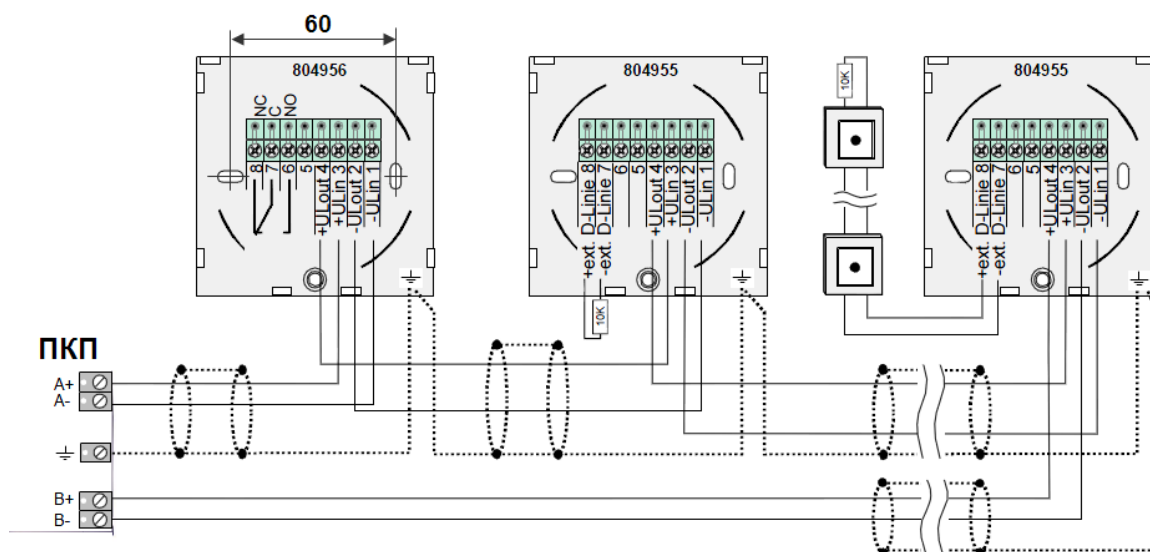 60
804956
804955
804955
10K
NC
C
NO
8
7
6
5
+ULout 4
+ULin 3
-ULout 2
-ULin 1
+ext. D-Linie 8
-ext. D-Linie 7
6
5
+ULout 4
+ULin 3
-ULout 2
-ULin 1
+ext. D-Linie 8
-ext. D-Linie 7
6
5
+ULout 4
+ULin 3
-ULout 2
-ULin 1
10K
ПКП
A+
A-
B+
B-